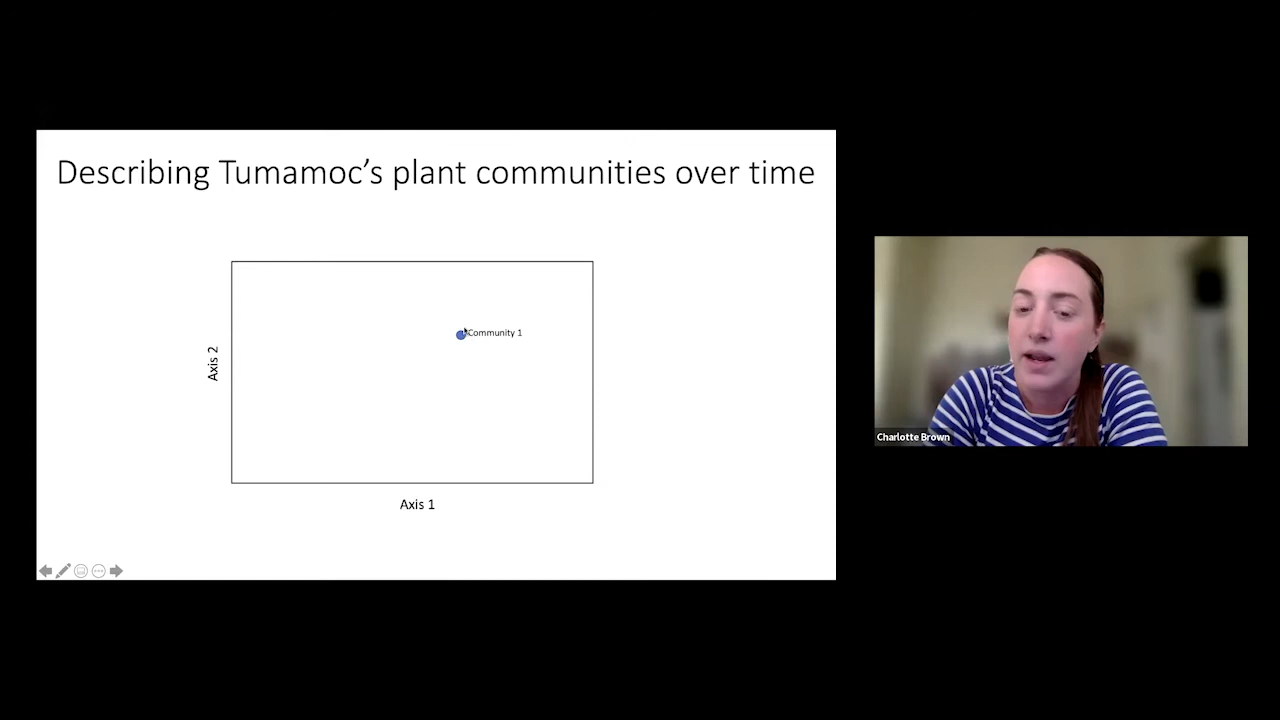 Describing Tumamoc's plant communities over time
Community 1
Axis 2
Axis 1
Charlotte Brown